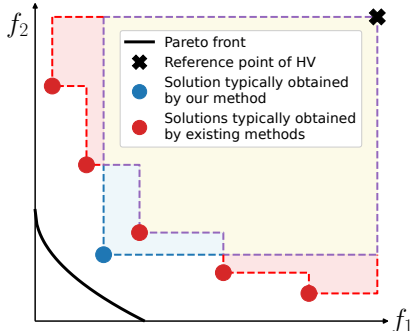 f₂
Pareto front
Reference point of HV
Solution typically obtained
by our method
Solutions typically obtained
by existing methods
f₁